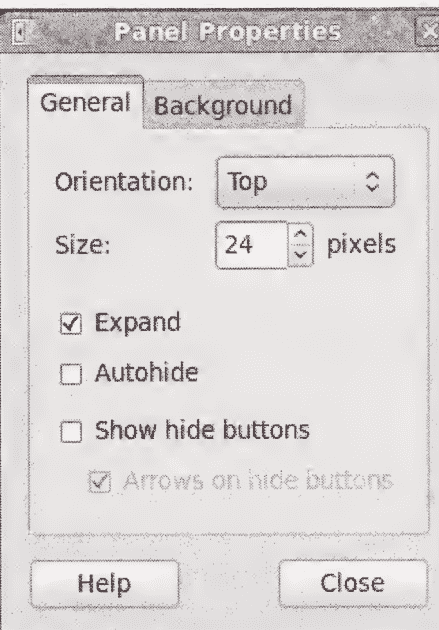 Panel Properties
General Background
Orientation: Top
Size: 24 pixels
Expand
Autohide
Show hide buttons
Arrows on hide buttons
Help Close